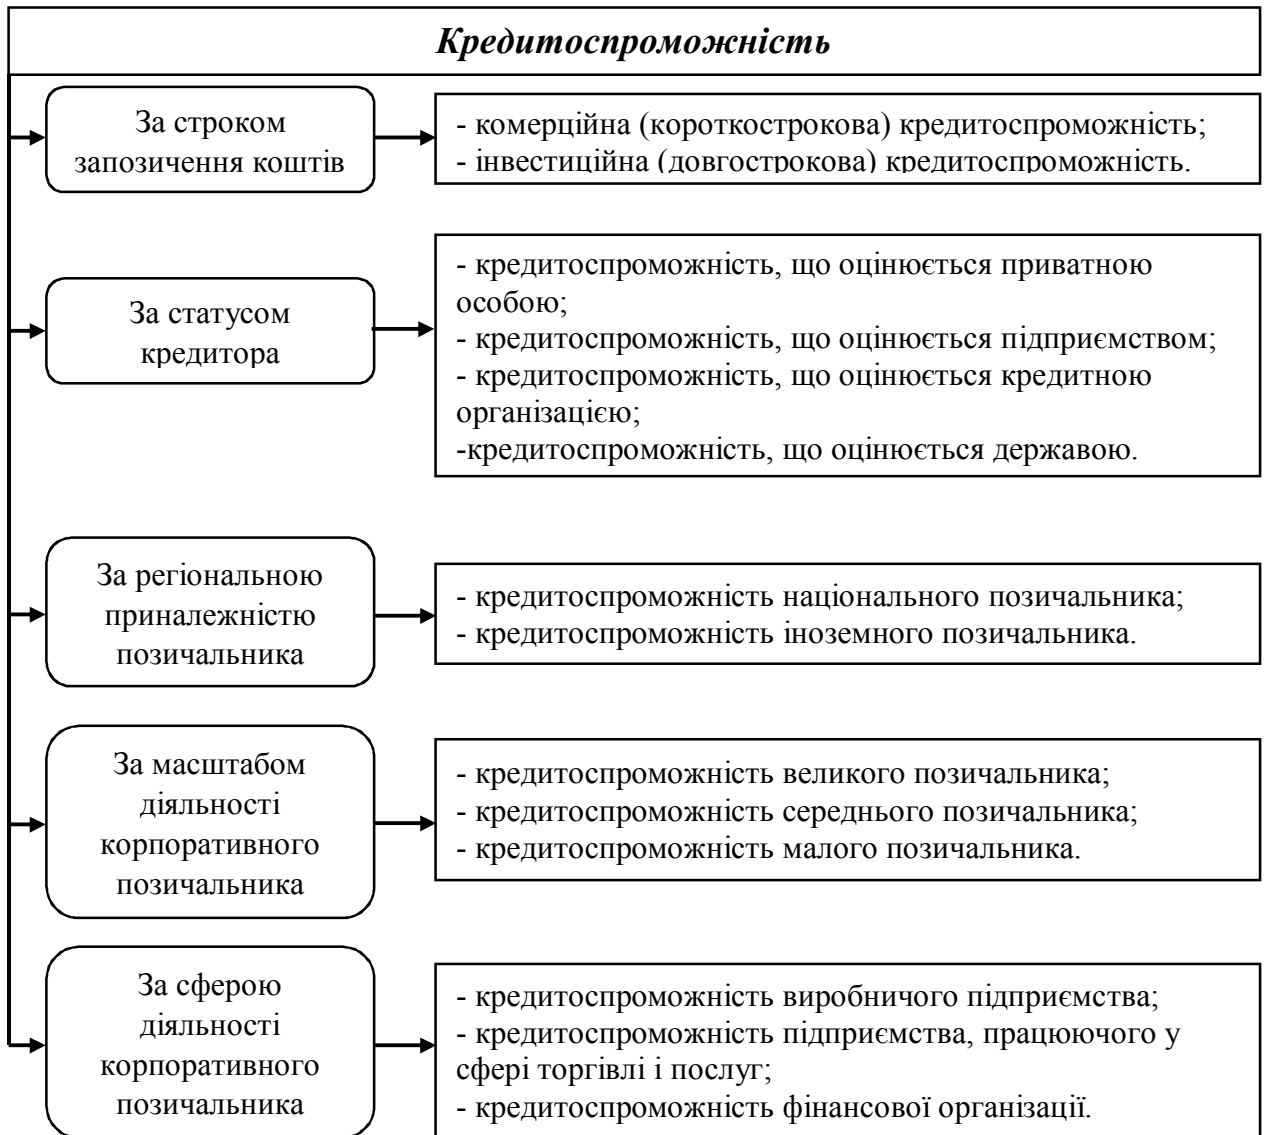 Кредитоспроможність
За строком
запозичення коштів
- комерційна (короткострокова) кредитоспроможність;
- інвестиційна (довгострокова) кредитоспроможність.
За статусом
кредитора
- кредитоспроможність, що оцінюється приватною
особою;
- кредитоспроможність, що оцінюється підприємством;
- кредитоспроможність, що оцінюється кредитною
організацією;
-кредитоспроможність, що оцінюється державою.
За регіональною
приналежністю
позичальника
- кредитоспроможність національного позичальника;
- кредитоспроможність іноземного позичальника.
За масштабом
діяльності
корпоративного
позичальника
- кредитоспроможність великого позичальника;
- кредитоспроможність середнього позичальника;
- кредитоспроможність малого позичальника.
За сферою
діяльності
корпоративного
позичальника
- кредитоспроможність виробничого підприємства;
- кредитоспроможність підприємства, працюючого у
сфері торгівлі і послуг;
- кредитоспроможність фінансової організації.